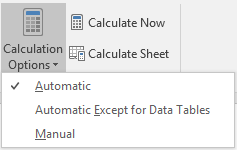 Calculation
Options
Calculate Now
Calculate Sheet
Automatic
Automatic Except for Data Tables
Manual